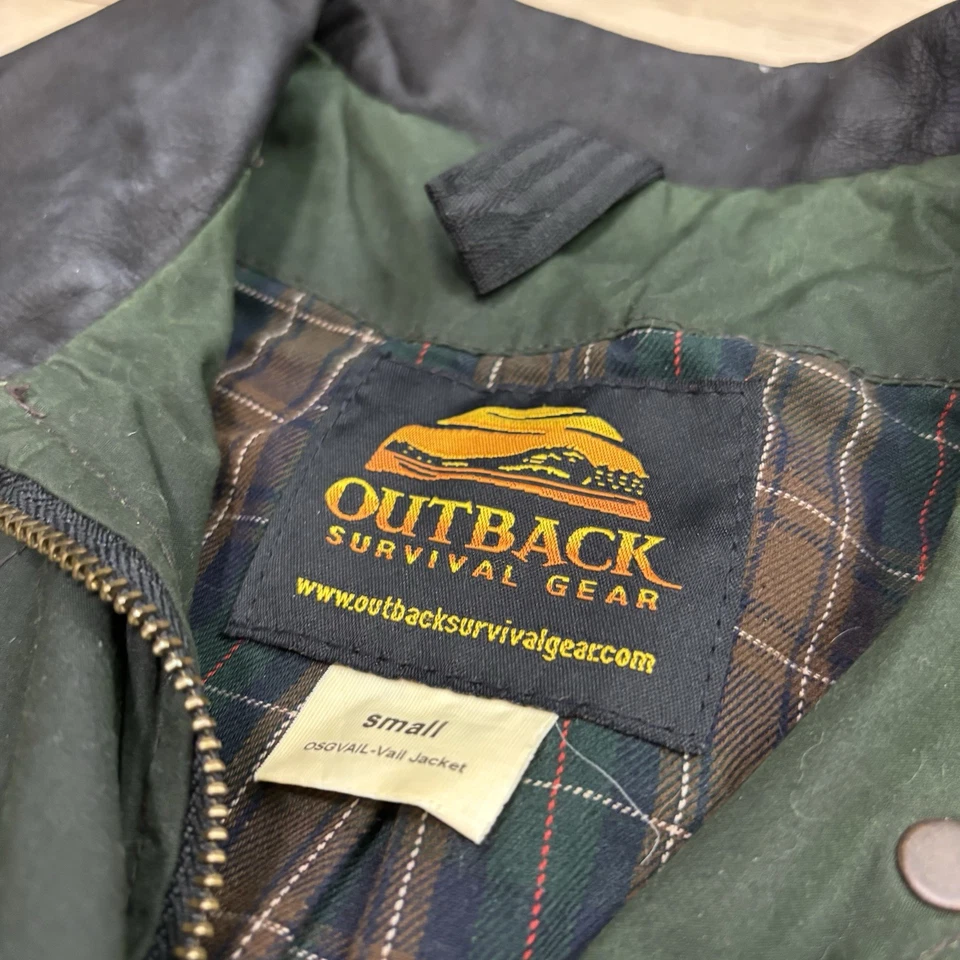 OUTBACK
SURVIVAL GEAR
www.outbacksurvivalgear.com
small
OSGVAIL-Vail Jacket